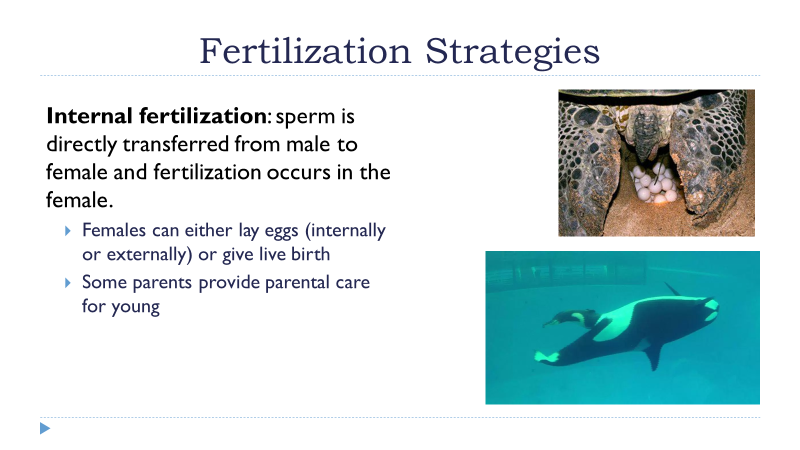 Fertilization Strategies
Internal fertilization: sperm is
directly transferred from male to
female and fertilization occurs in the
female.
Females can either lay eggs (internally
or externally) or give live birth
Some parents provide parental care
for young